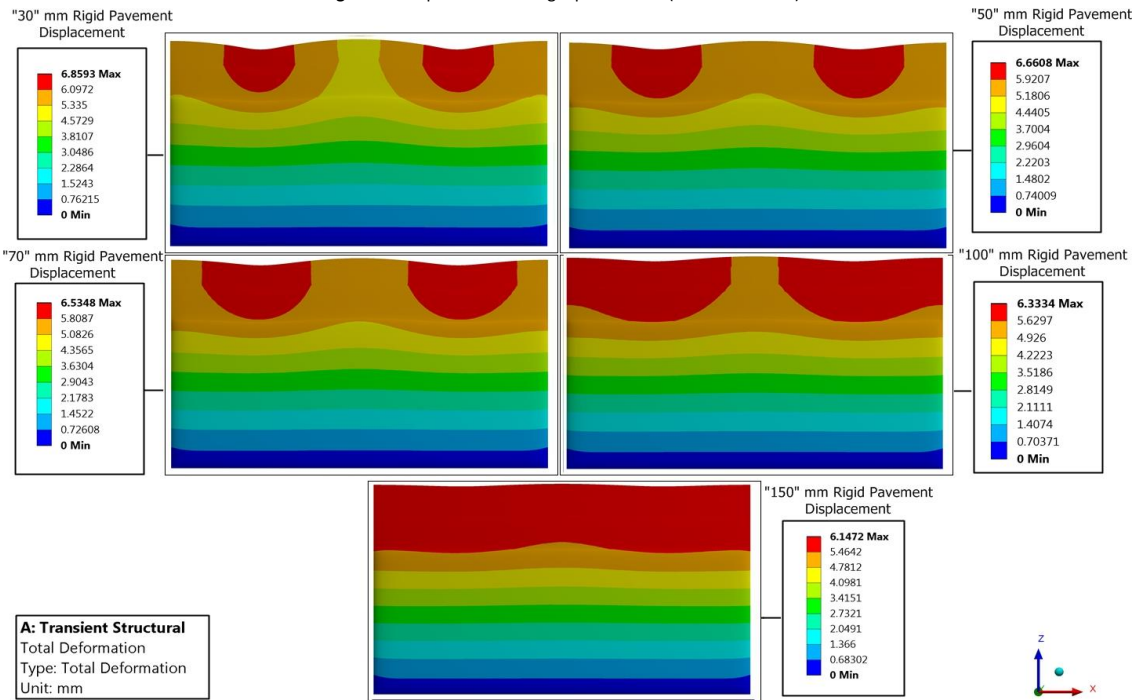 "30" mm Rigid Pavement
Displacement
6.8593 Max
6.0972
5.335
4.5729
3.8107
3.0486
2.2864
1.5243
0.76215
0 Min
"50" mm Rigid Pavement
Displacement
6.6608 Max
5.9207
5.1806
4.4405
3.7004
2.9604
2.2203
1.4802
0.74009
0 Min
"70" mm Rigid Pavement
Displacement
6.5348 Max
5.8087
5.0826
4.3565
3.6304
2.9043
2.1783
1.4522
0.72608
0 Min
"100" mm Rigid Pavement
Displacement
6.3334 Max
5.6297
4.926
4.2223
3.5186
2.8149
2.1111
1.4074
0.70371
0 Min
"150" mm Rigid Pavement
Displacement
6.1472 Max
5.4642
4.7812
4.0981
3.4151
2.7321
2.0491
1.366
0.68302
0 Min
A: Transient Structural
Total Deformation
Type: Total Deformation
Unit: mm
Z
X